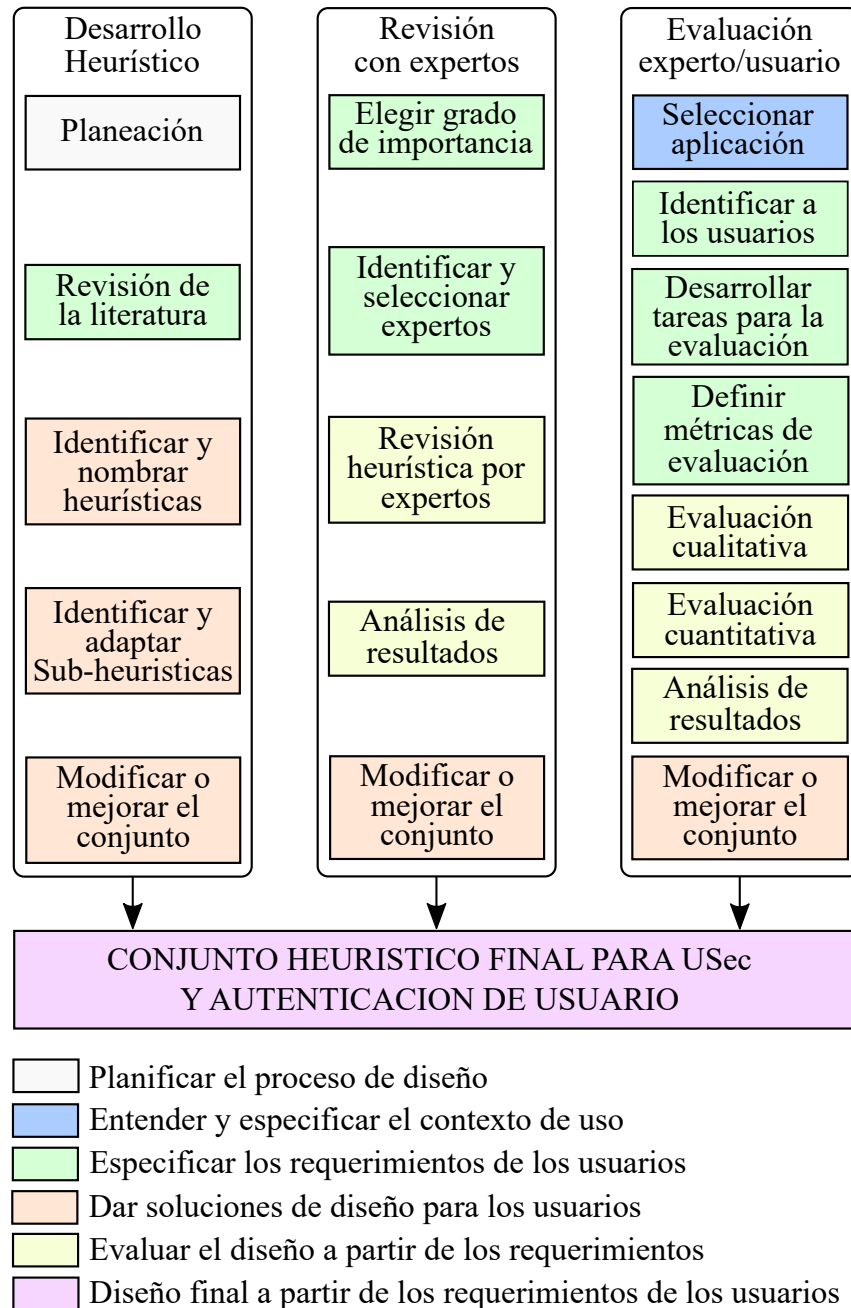 Desarrollo
Heurístico
Planeación
Revisión de
la literatura
Identificar y
nombrar
heurísticas
Identificar y
adaptar
Sub-heuristicas
Modificar o
mejorar el
conjunto
Revisión
con expertos
Elegir grado
de importancia
Identificar y
seleccionar
expertos
Revisión
heurística por
expertos
Análisis de
resultados
Modificar o
mejorar el
conjunto
Evaluación
experto/usuario
Seleccionar
aplicación
Identificar a
los usuarios
Desarrollar
tareas para la
evaluación
Definir
métricas de
evaluación
Evaluación
cualitativa
Evaluación
cuantitativa
Análisis de
resultados
Modificar o
mejorar el
conjunto
CONJUNTO HEURISTICO FINAL PARA USec
Y AUTENTICACION DE USUARIO
Planificar el proceso de diseño
Entender y especificar el contexto de uso
Especificar los requerimientos de los usuarios
Dar soluciones de diseño para los usuarios
Evaluar el diseño a partir de los requerimientos
Diseño final a partir de los requerimientos de los usuarios